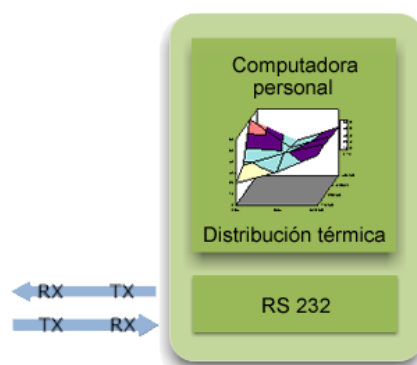 Computadora
personal
Distribución térmica
RX TX
TX RX
RS 232